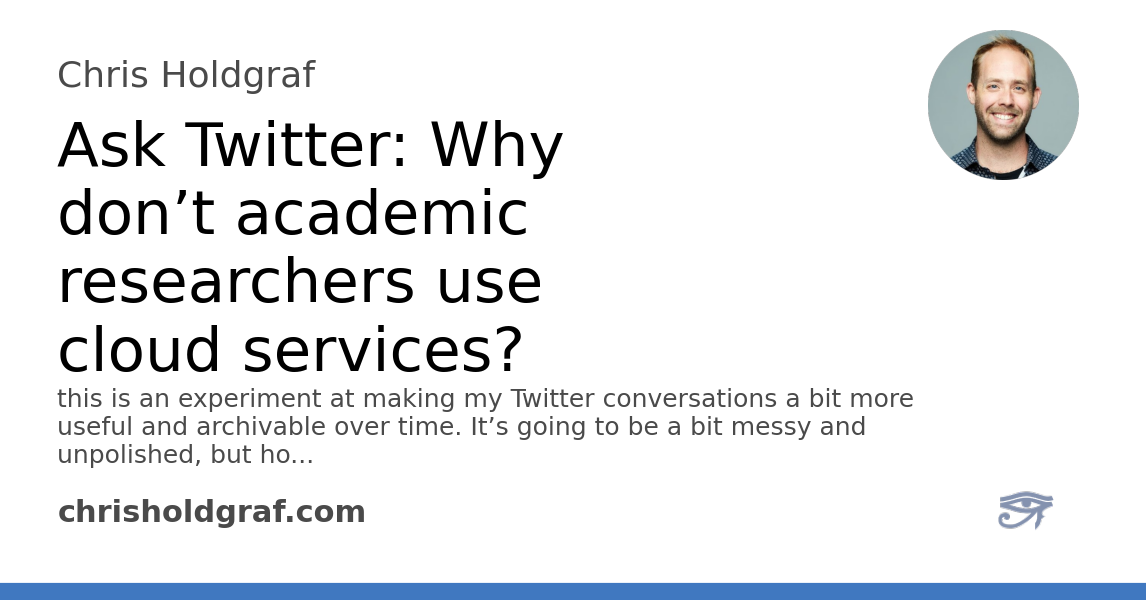 Chris Holdgraf
Ask Twitter: Why
don’t academic
researchers use
cloud services?
this is an experiment at making my Twitter conversations a bit more
useful and archivable over time. It’s going to be a bit messy and
unpolished, but ho...
chrisholdgraf.com